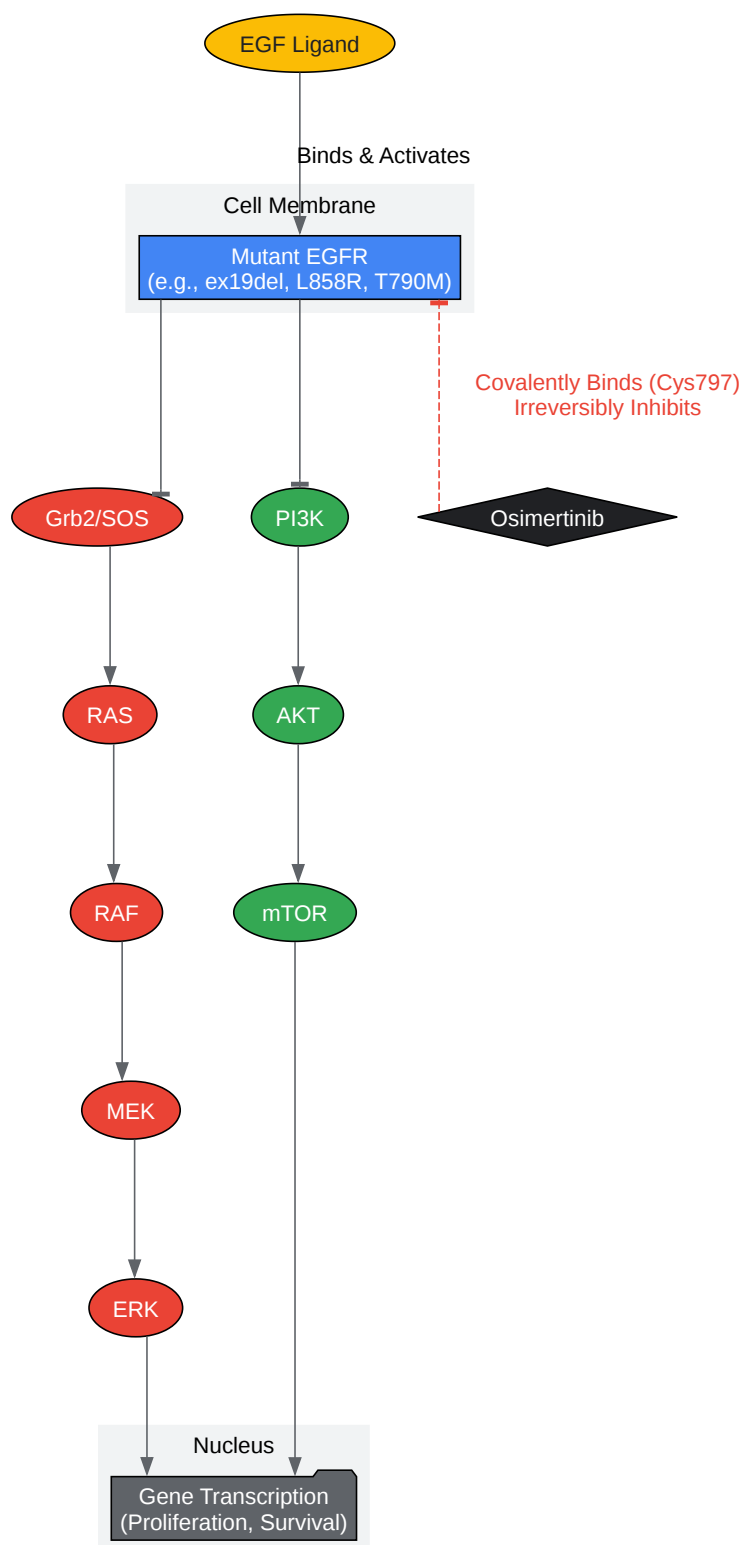 EGF Ligand
Binds & Activates
Cell Membrane
Mutant EGFR
(e.g., ex19del, L858R, T790M)
Covalently Binds (Cys797)
Irreversibly Inhibits
Grb2/SOS
PI3K
Osimertinib
RAS
AKT
RAF
mTOR
MEK
ERK
Nucleus
Gene Transcription
(Proliferation, Survival)